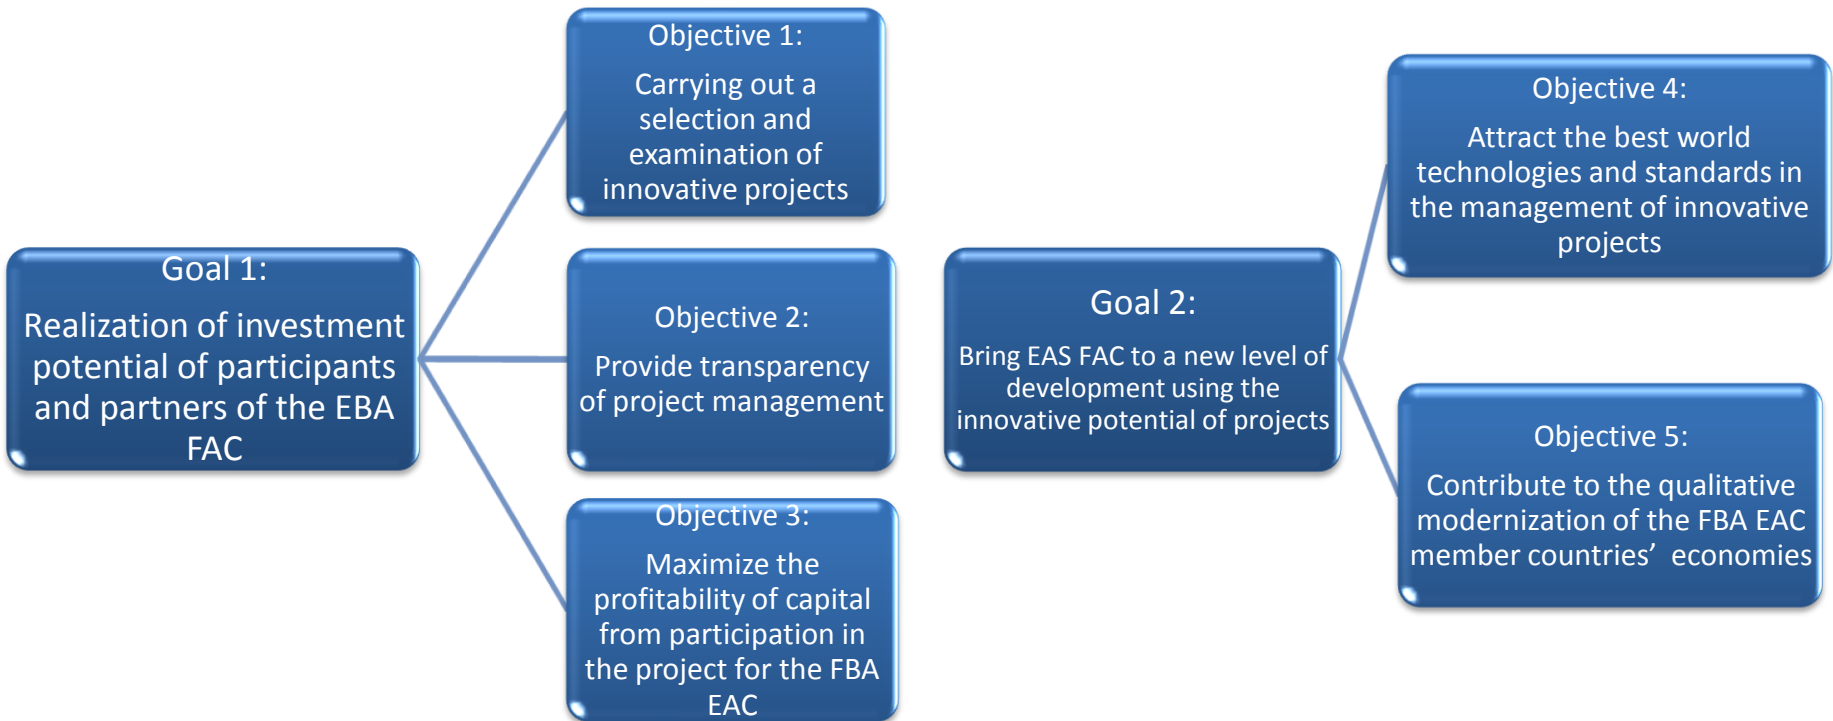 Goal 1:
Realization of investment
potential of participants
and partners of the EBA
FAC
Objective 1:
Carrying out a
selection and
examination of
innovative projects
Objective 2:
Provide transparency
of project management
Objective 3:
Maximize the
profitability of capital
from participation in
the project for the FBA
EAC
Goal 2:
Bring EAS FAC to a new level of
development using the
innovative potential of projects
Objective 4:
Attract the best world
technologies and standards in
the management of innovative
projects
Objective 5:
Contribute to the qualitative
modernization of the FBA EAC
member countries’ economies